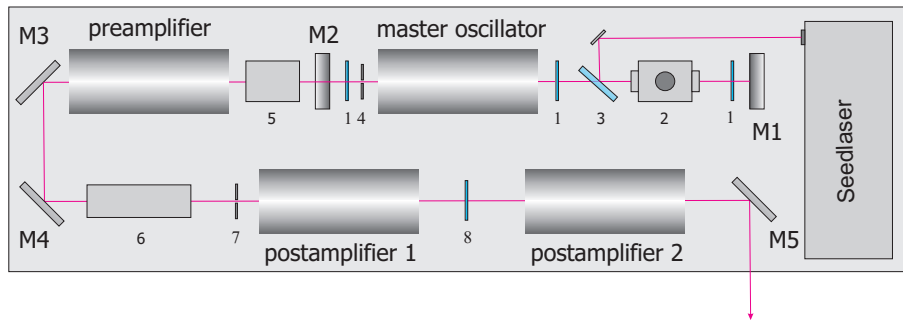 M3
preamplifier
M2
master oscillator
5
1 4
1
3
2
1
M1
Seedlaser
M4
6
7
postamplifier 1
8
postamplifier 2
M5